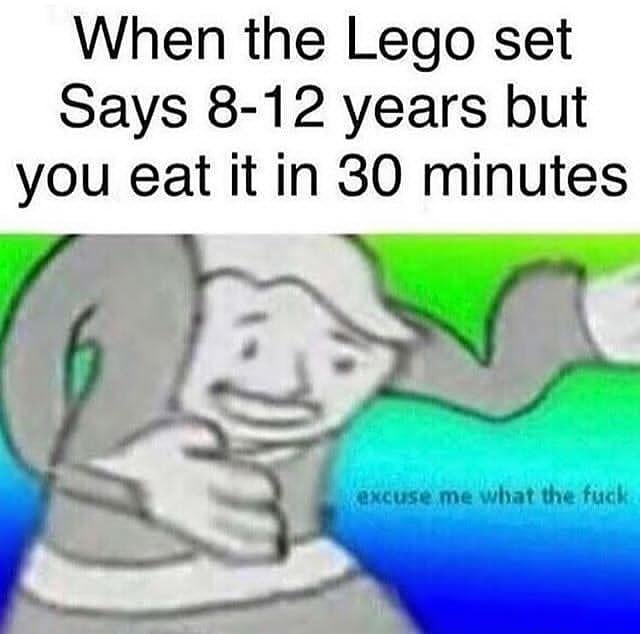 When the Lego set
Says 8-12 years but
you eat it in 30 minutes
excuse me what the fuck